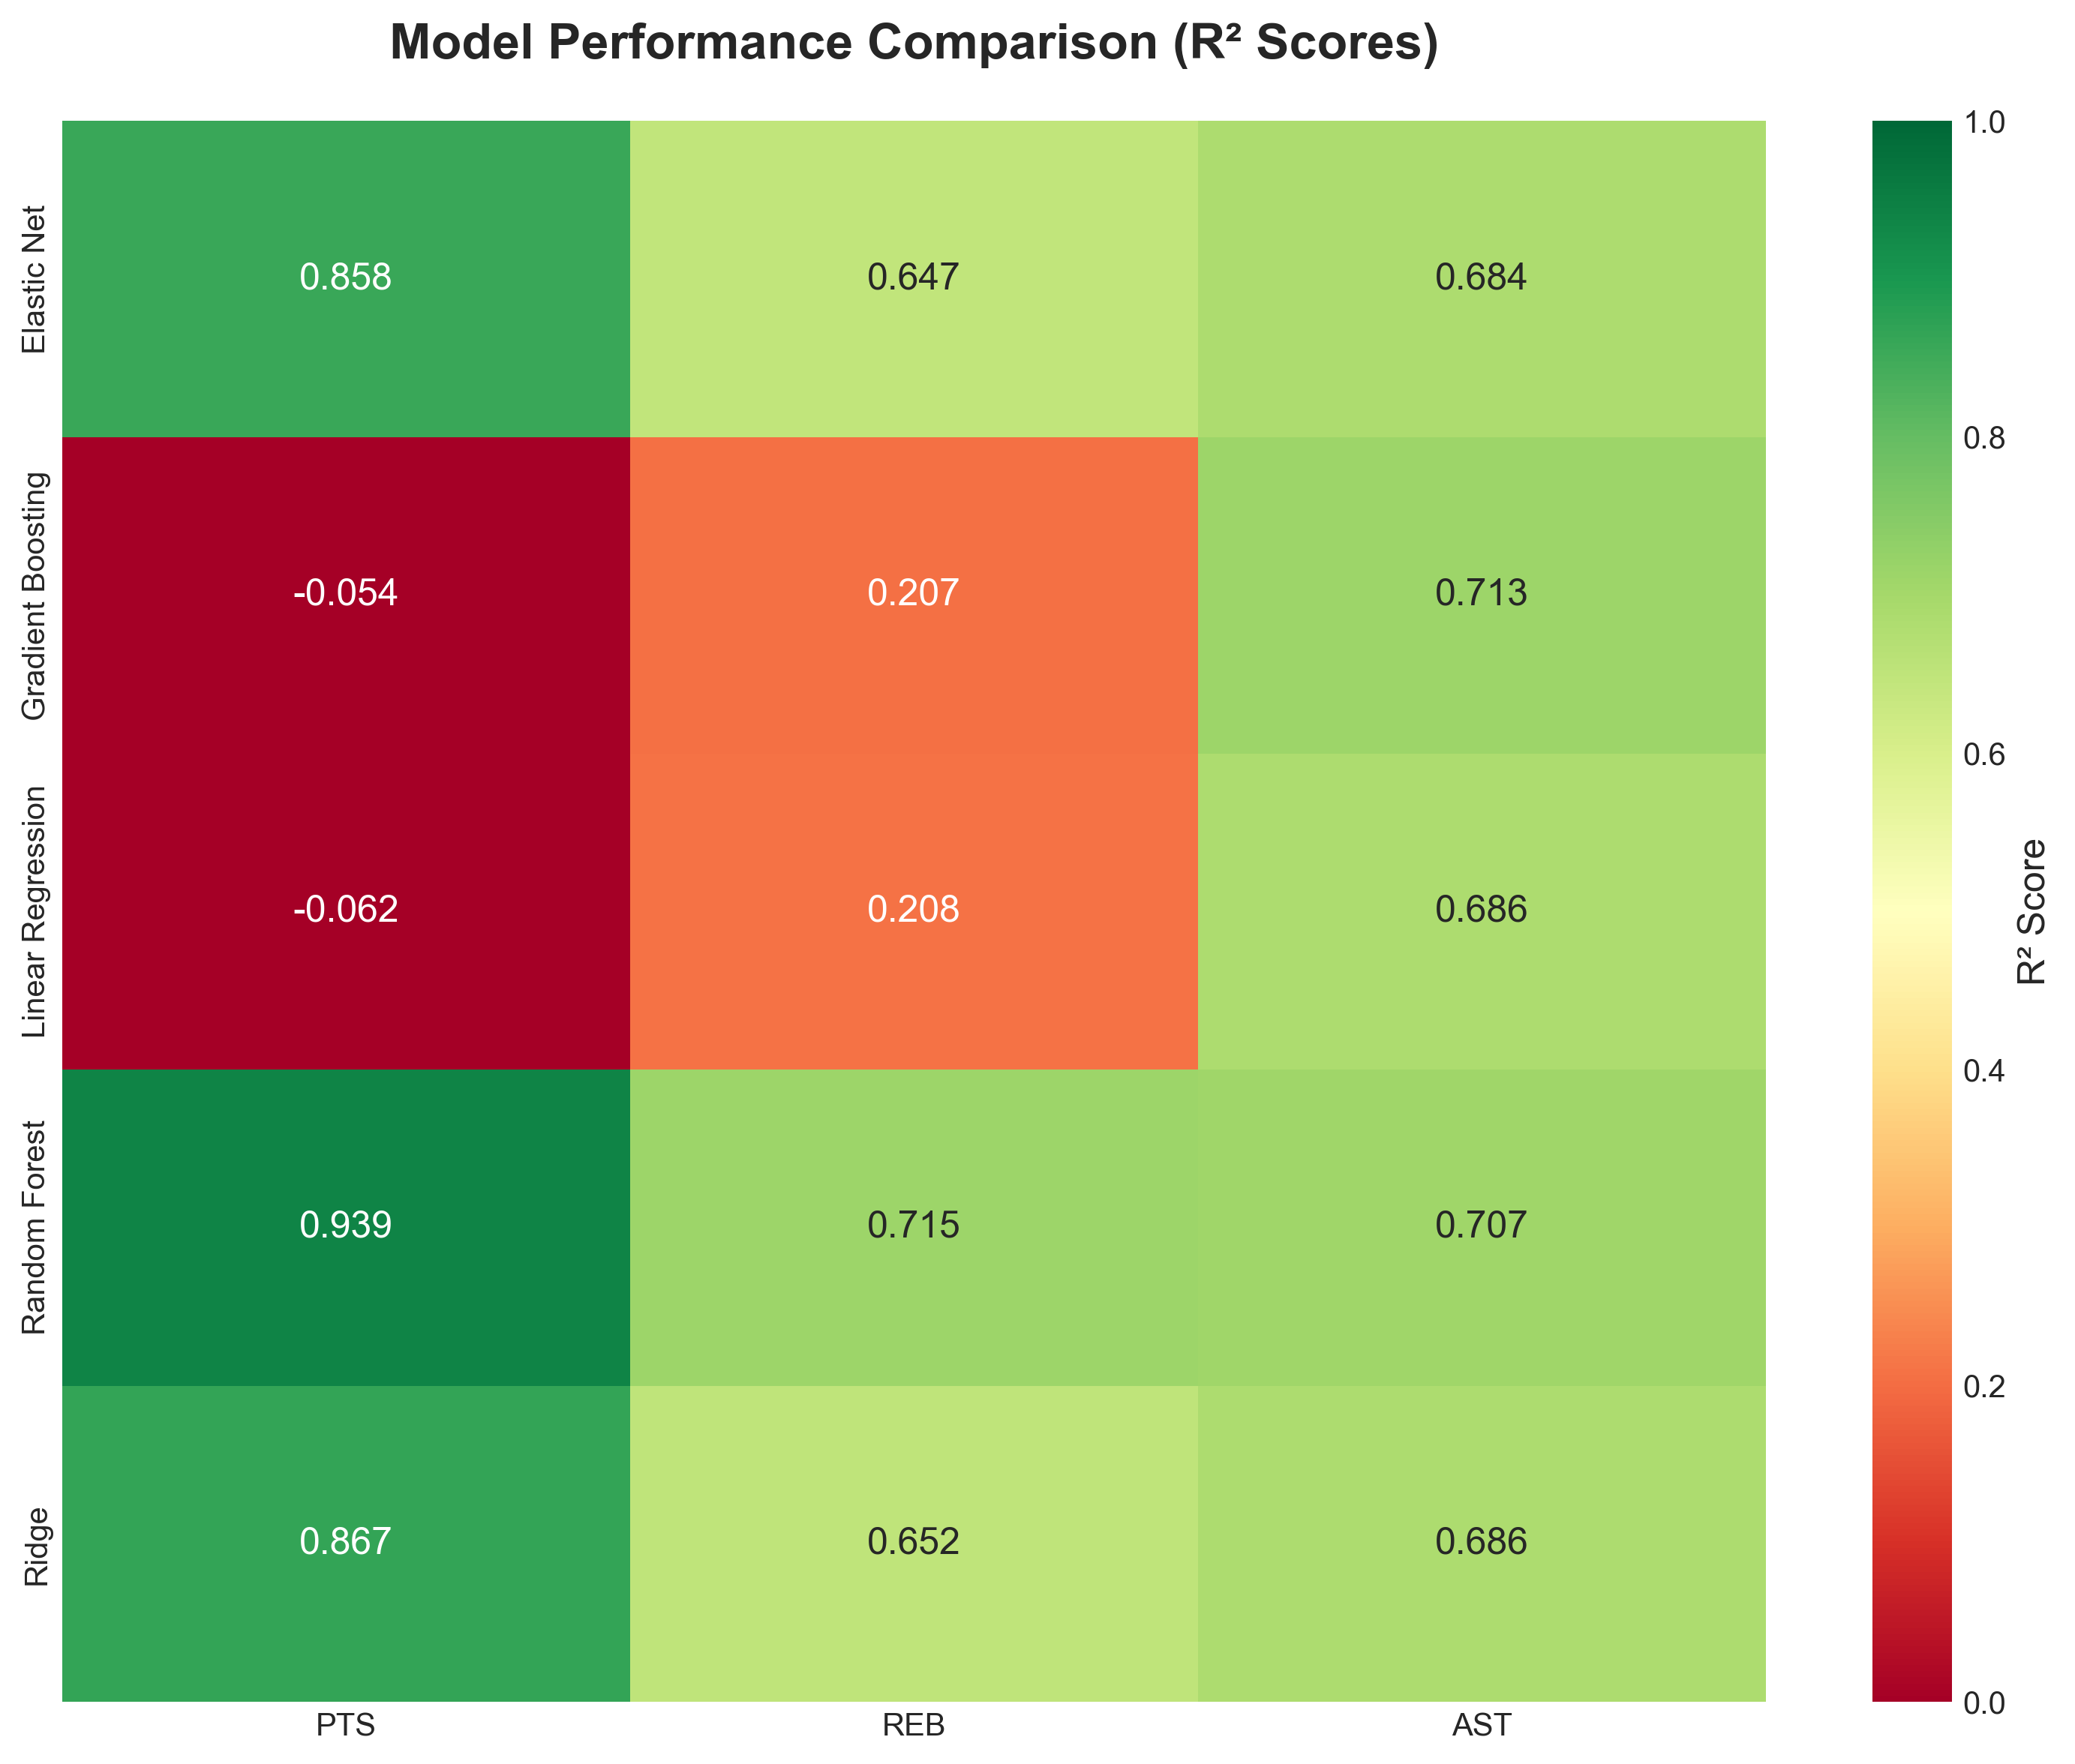 Model Performance Comparison (R² Scores)
Elastic Net
0.858
0.647
0.684
Gradient Boosting
-0.054
0.207
0.713
Linear Regression
-0.062
0.208
0.686
Random Forest
0.939
0.715
0.707
Ridge
0.867
0.652
0.686
PTS
REB
AST
1.0
0.8
0.6
0.4
0.2
0.0
R² Score